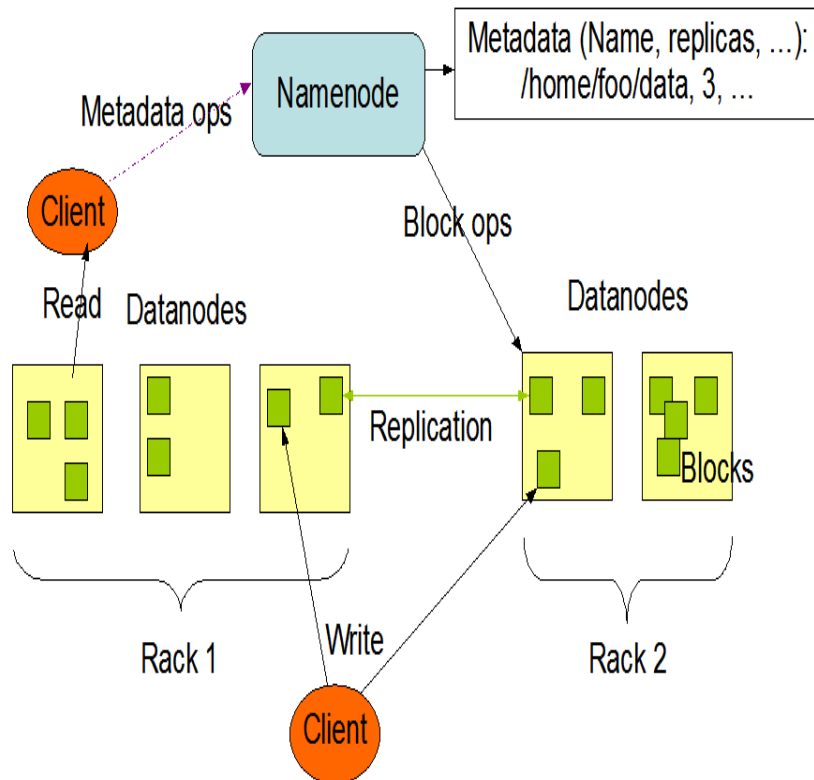 Metadata (Name, replicas, …):
/home/foo/data, 3, …
Namenode
Metadata ops
Client
Block ops
Read
Datanodes
Datanodes
Replication
Blocks
Rack 1
Write
Rack 2
Client